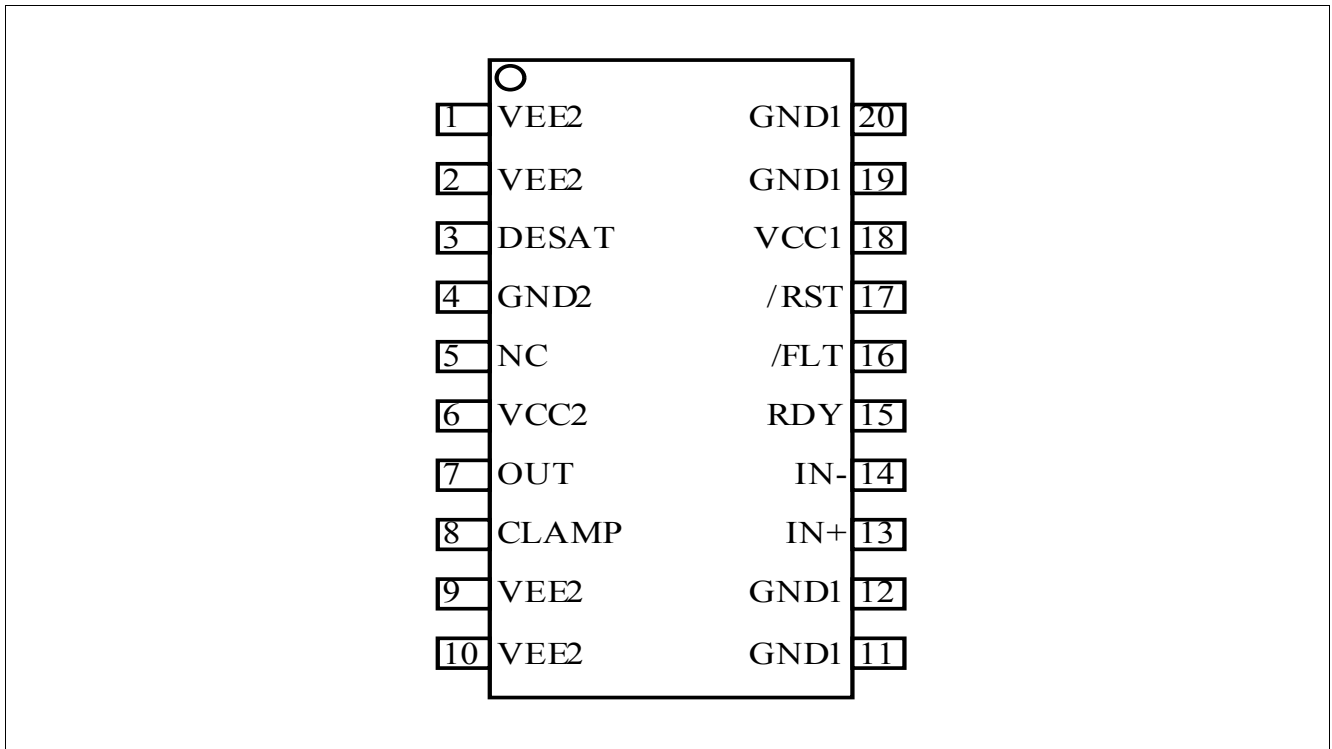 1 VEE2 GND1 20
2 VEE2 GND1 19
3 DESAT VCC1 18
4 GND2 /RST 17
5 NC /FLT 16
6 VCC2 RDY 15
7 OUT IN- 14
8 CLAMP IN+ 13
9 VEE2 GND1 12
10 VEE2 GND1 11